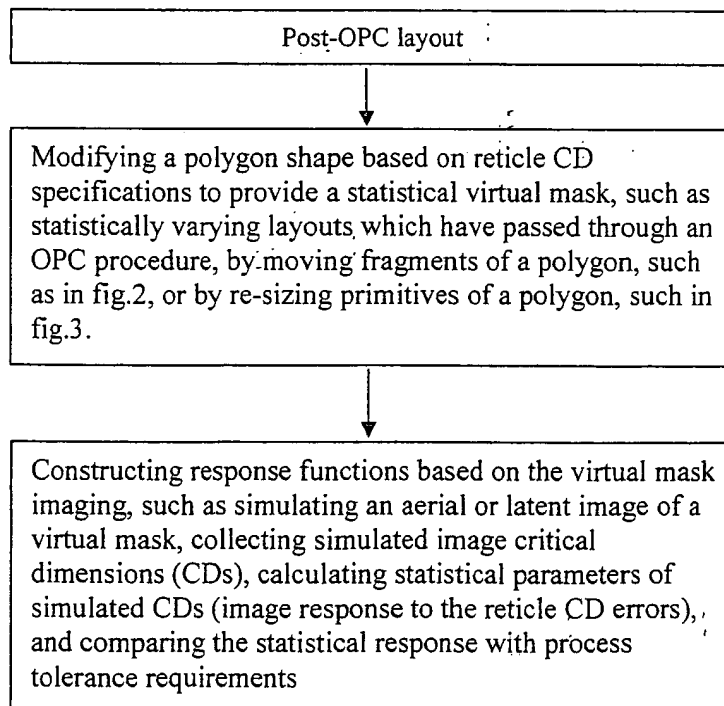 Post-OPC layout
Modifying a polygon shape based on reticle CD
specifications to provide a statistical virtual mask, such as
statistically varying layouts which have passed through an
OPC procedure, by moving fragments of a polygon, such
as in fig.2, or by re-sizing primitives of a polygon, such in
fig.3.
Constructing response functions based on the virtual mask
imaging, such as simulating an aerial or latent image of a
virtual mask, collecting simulated image critical
dimensions (CDs), calculating statistical parameters of
simulated CDs (image response to the reticle CD errors),
and comparing the statistical response with process
tolerance requirements